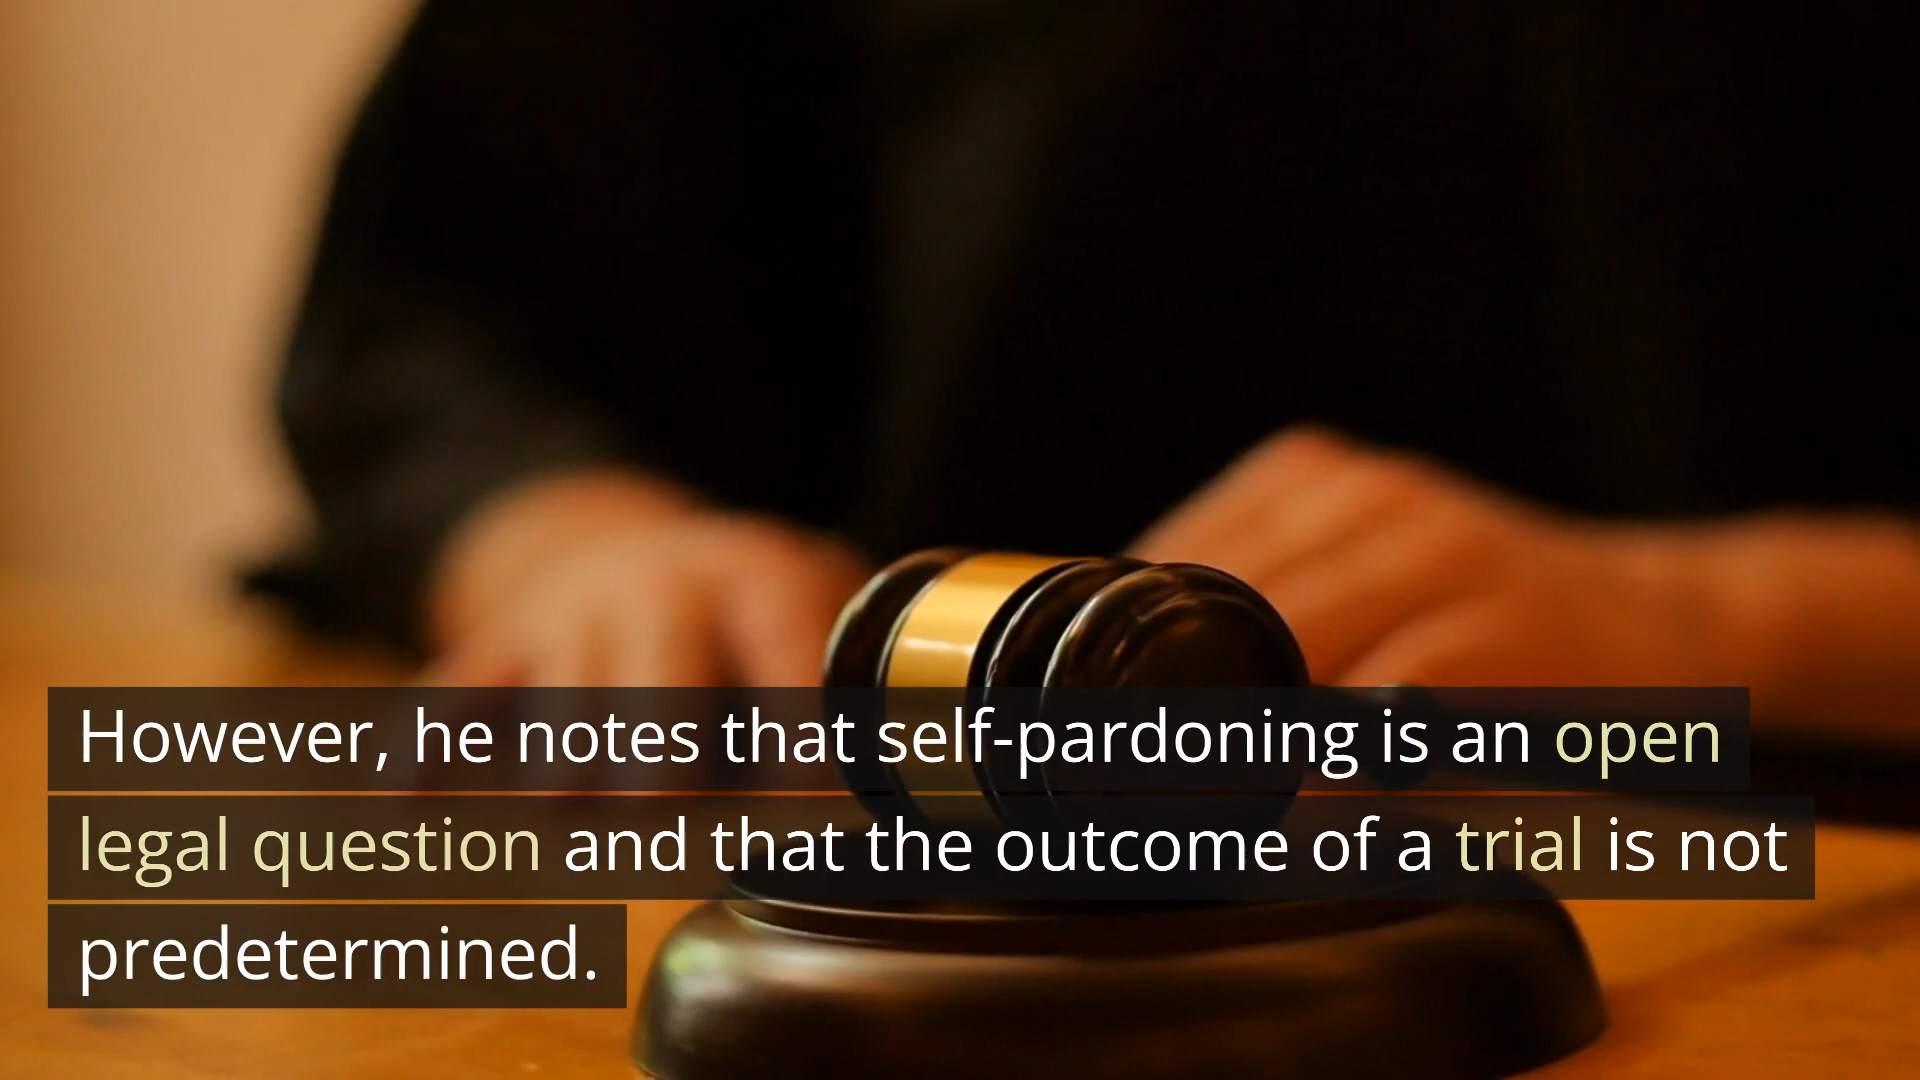 However, he notes that self-pardoning is an open
legal question and that the outcome of a trial is not
predetermined.